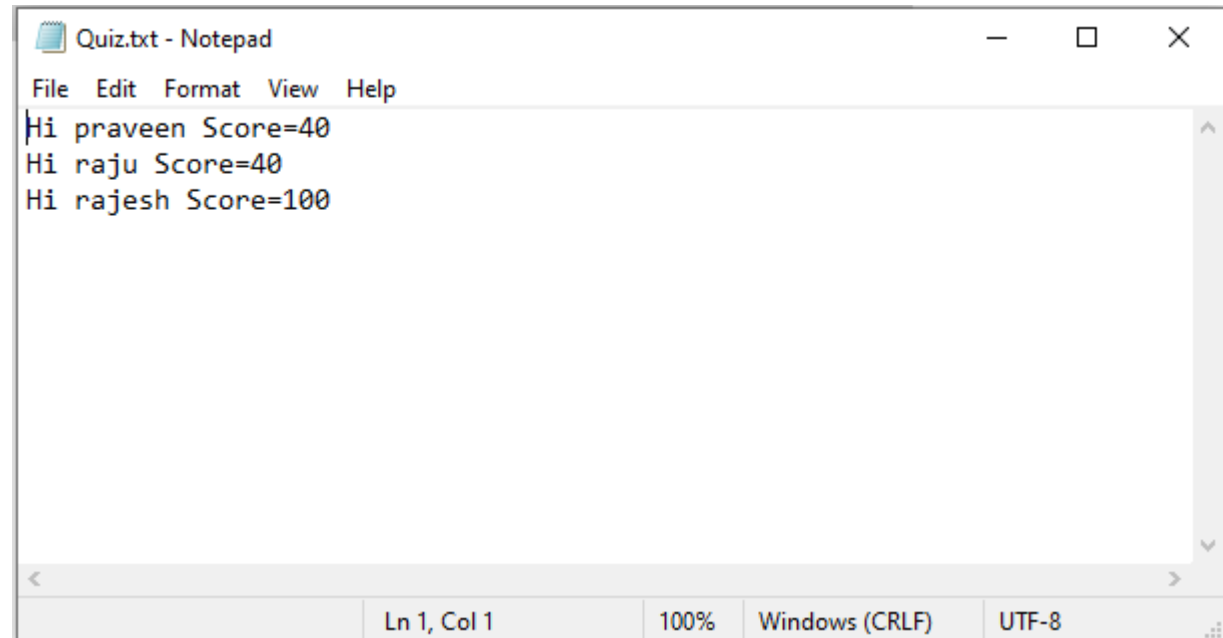 Quiz.txt - Notepad
File Edit Format View Help
Hi praveen Score=40
Hi raju Score=40
Hi rajesh Score=100
Ln 1, Col 1 100% Windows (CRLF) UTF-8